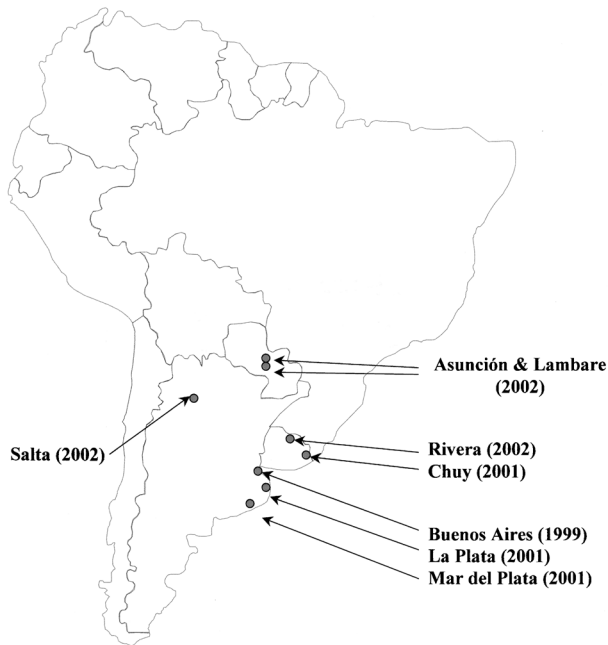 Asunción & Lambare
(2002)
Salta (2002)
Rivera (2002)
Chuy (2001)
Buenos Aires (1999)
La Plata (2001)
Mar del Plata (2001)